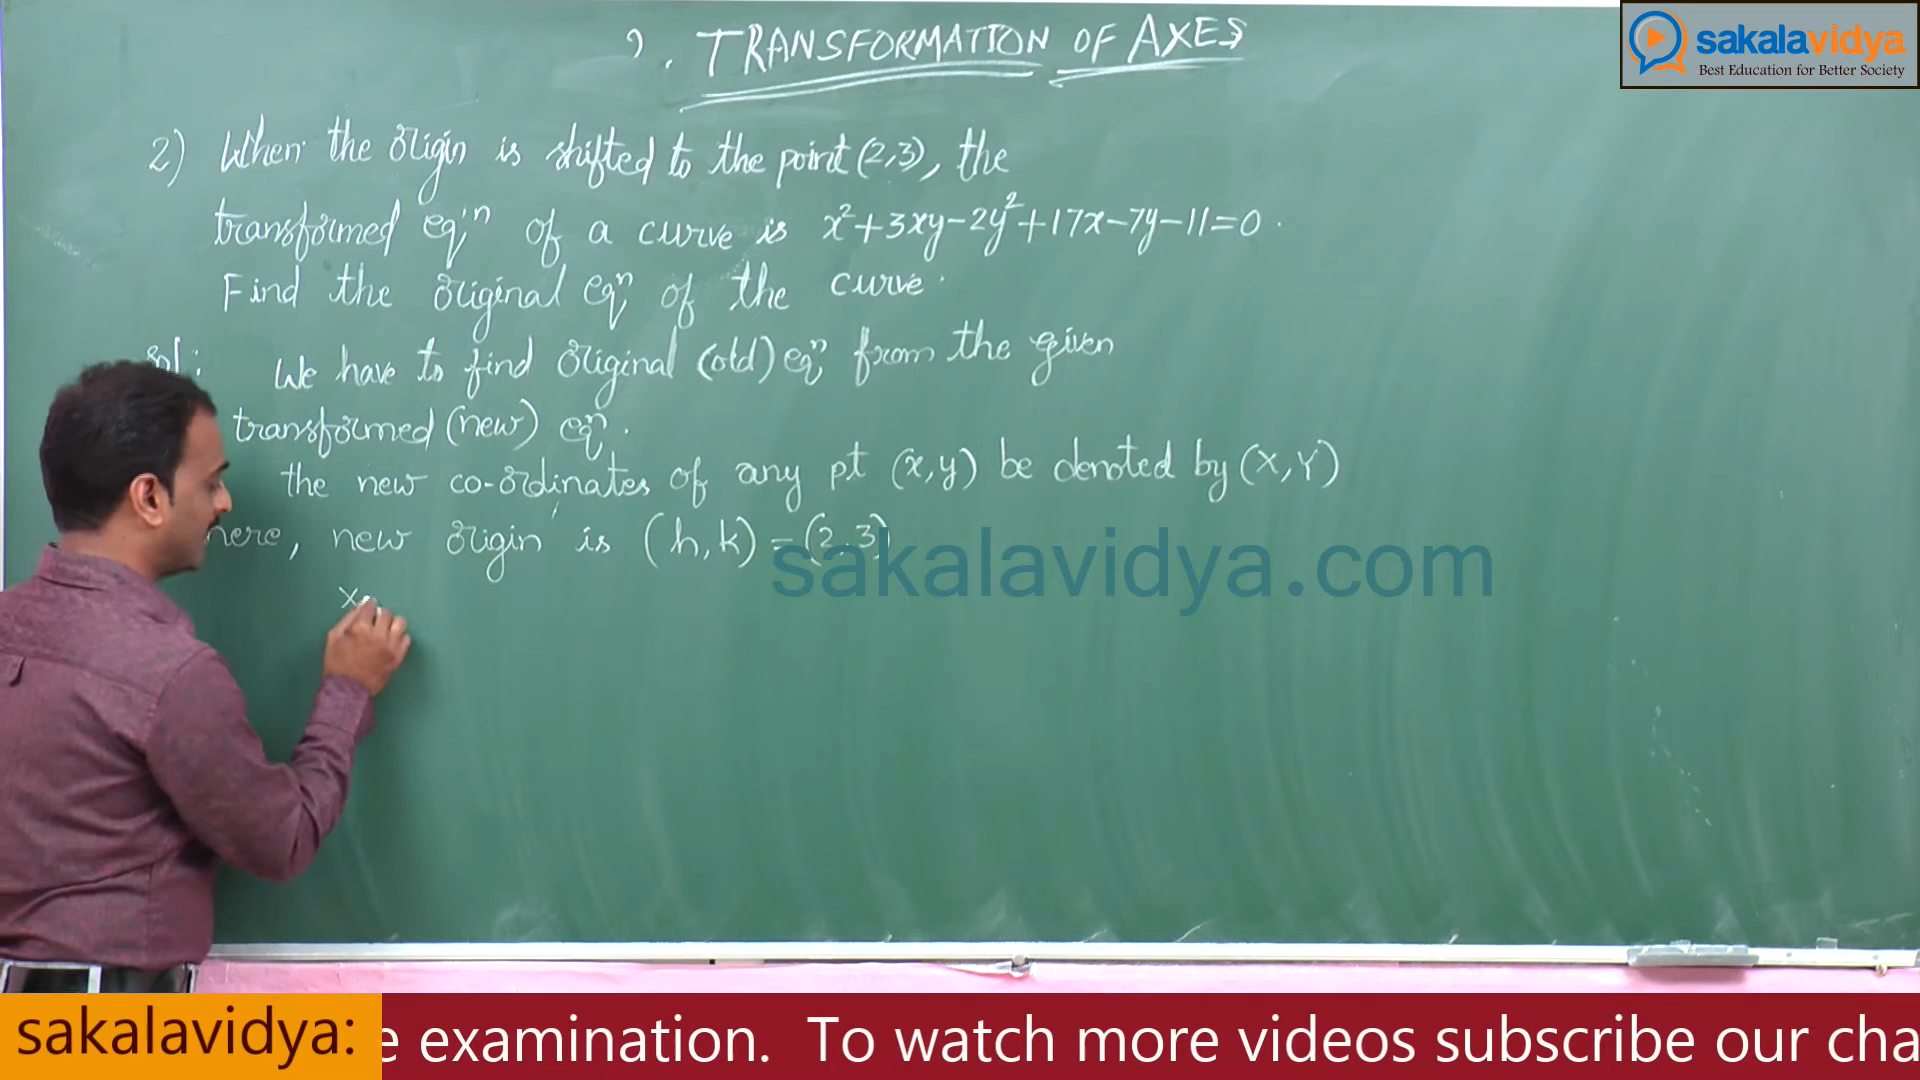 . TRANSFORMATION OF AXES
sakalavidya
Best Education for Better Society
2) When the origin is shifted to the point (2,3), the
transformed eqⁿ of a curve is x²+3xy-2y²+17x-7y-11=0.
Find the original eqⁿ of the curve.
Sol: We have to find original (old) eqⁿ from the given
transformed (new) eqⁿ.
the new co-ordinates of any pt (x,y) be denoted by (X,Y)
here, new origin is (h,k) = (2,3)
X
sakalavidya.com
sakalavidya: e examination. To watch more videos subscribe our cha